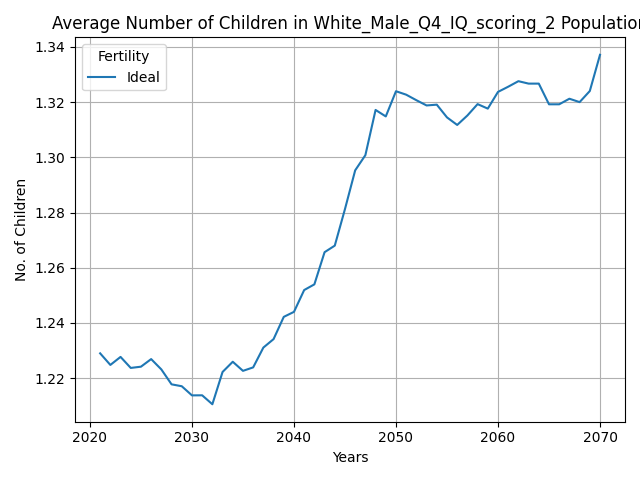 Average Number of Children in White_Male_Q4_IQ_scoring_2 Population
1.34
1.32
1.30
1.28
1.26
1.24
1.22
No. of Children
Fertility
Ideal
2020 2030 2040 2050 2060 2070
Years